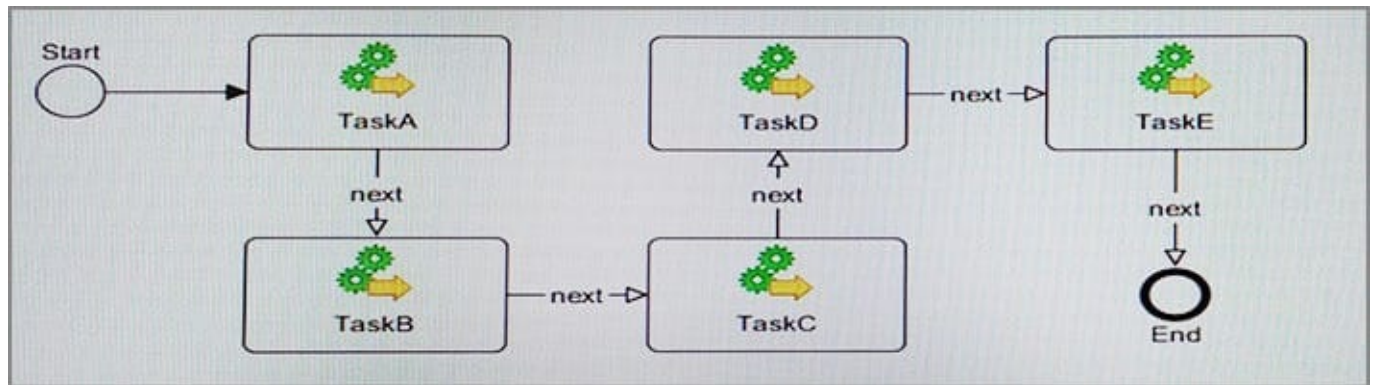 Start
TaskA
next
TaskB
next
TaskC
next
TaskD
next
TaskE
next
End